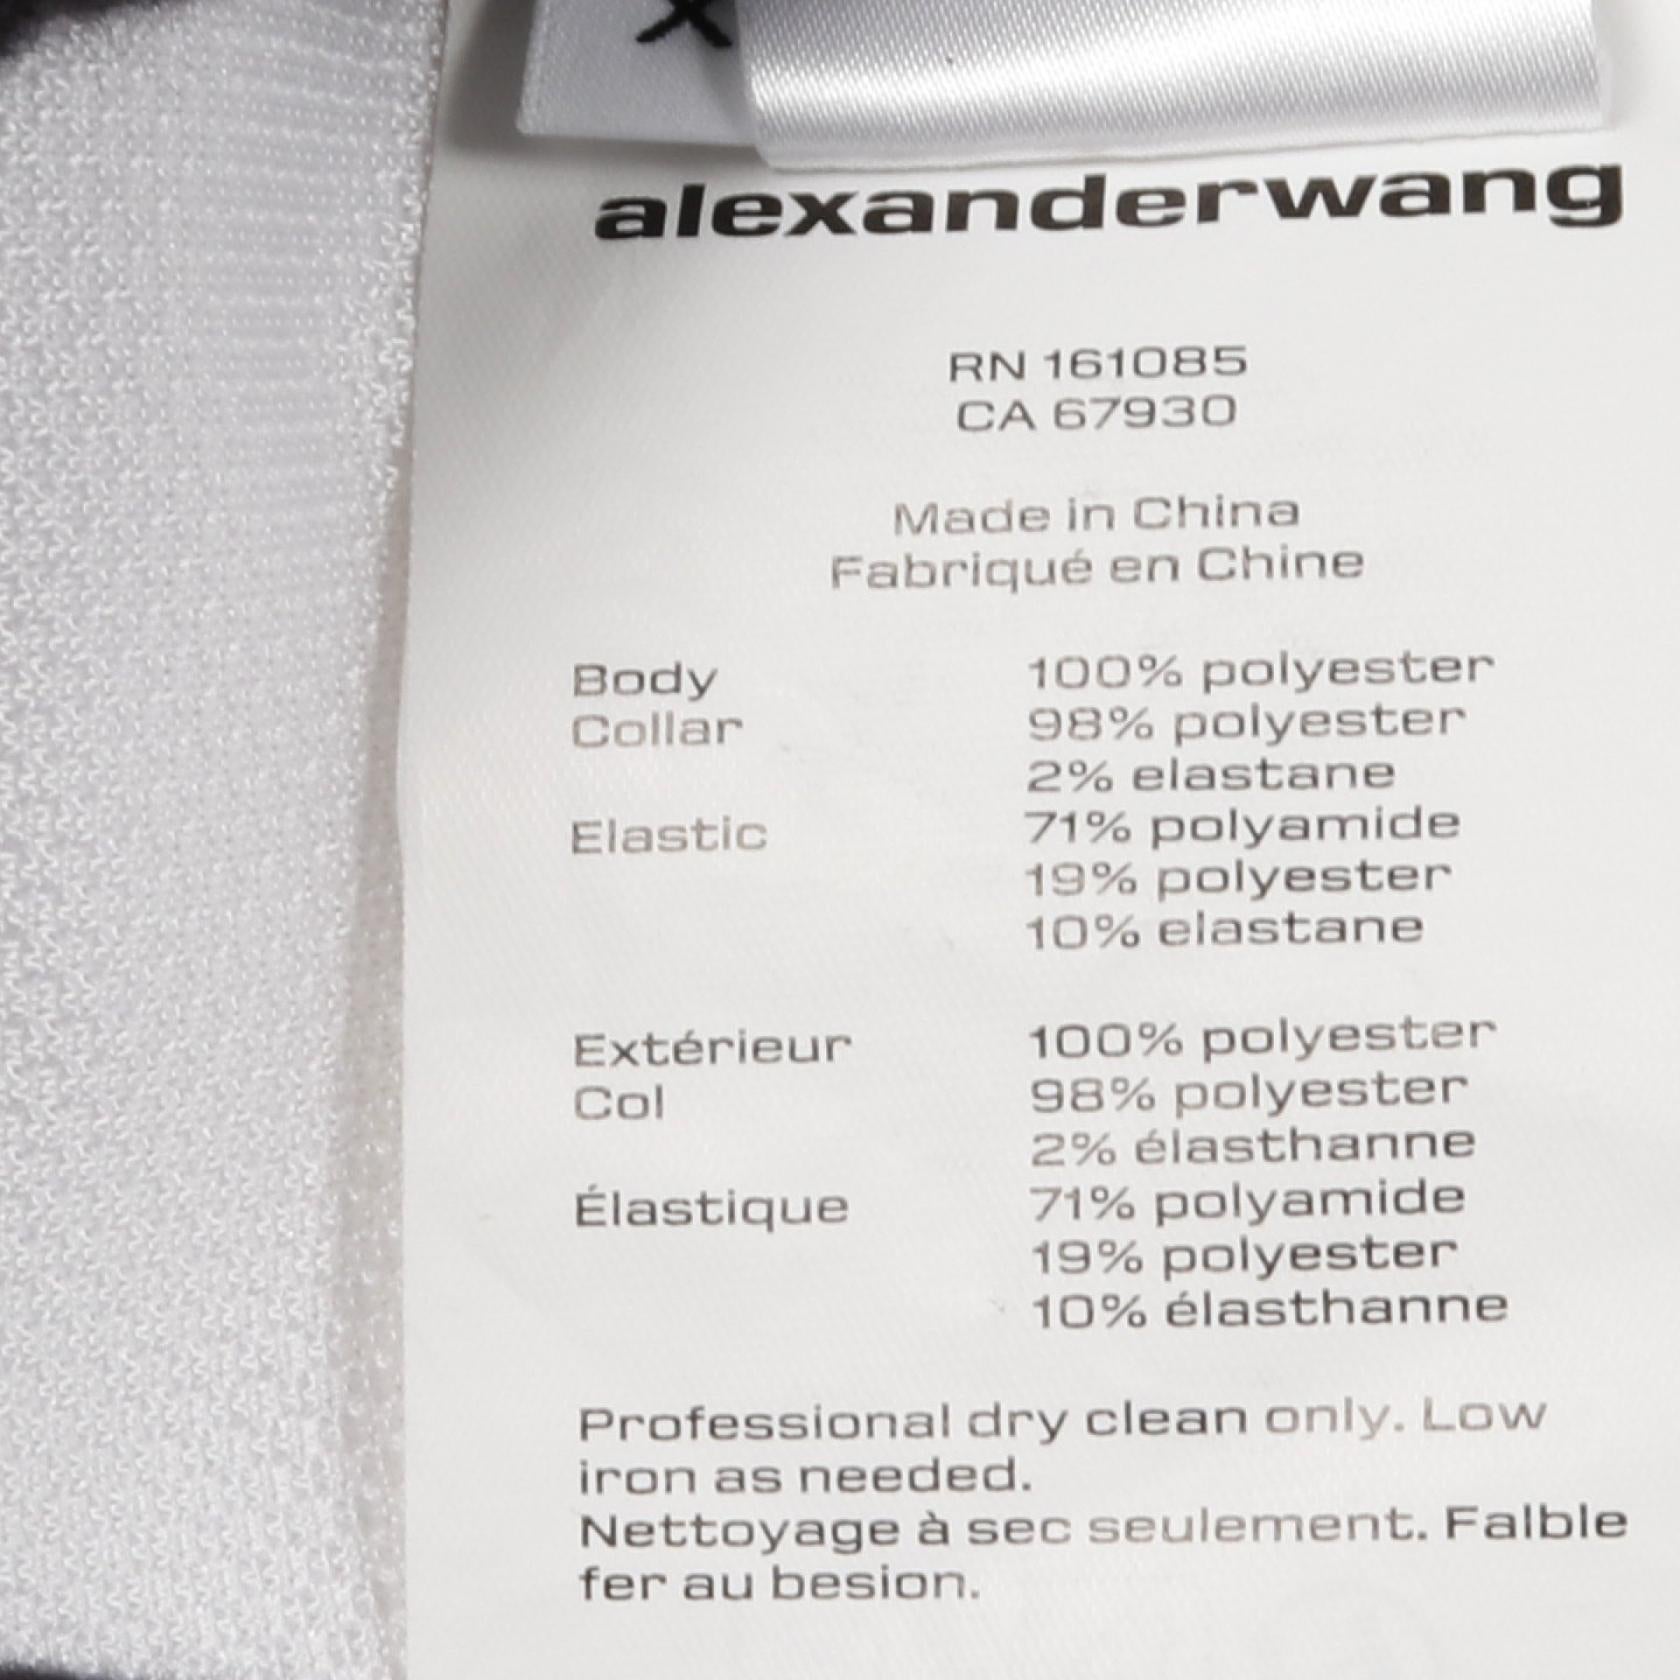 X
alexanderwang
RN 161085
CA 67930
Made in China
Fabriqué en Chine
Body 100% polyester
Collar 98% polyester
2% elastane
Elastic 71% polyamide
19% polyester
10% elastane
Extérieur 100% polyester
Col 98% polyester
2% élasthanne
Élastique 71% polyamide
19% polyester
10% élasthanne
Professional dry clean only. Low
iron as needed.
Nettoyage à sec seulement. Falble
fer au besion.